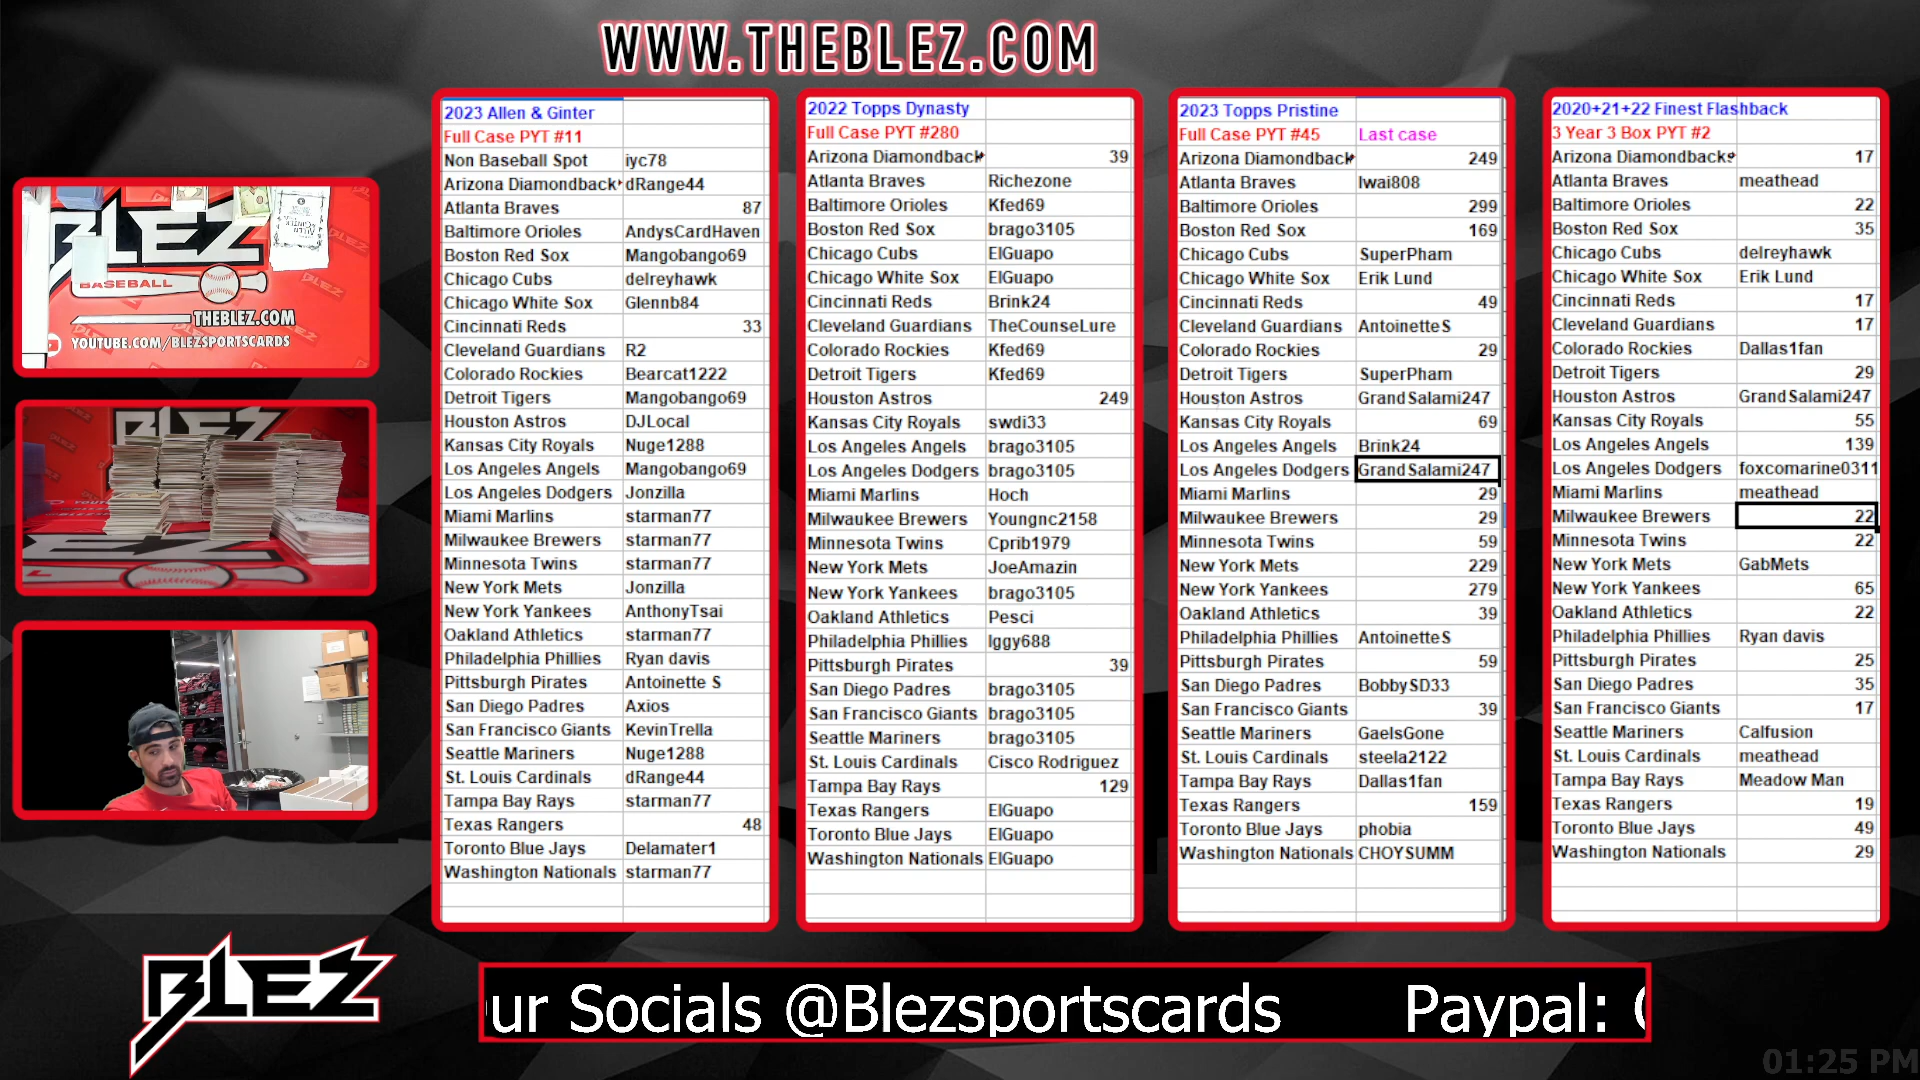 WWW.THEBLEZ.COM
BLEZ
BASEBALL
THEBLEZ.COM
YOUTUBE.COM/BLEZSPORTSCARDS
BLEZ
BLEZ
2023 Allen & Ginter
Full Case PYT #11
Non Baseball Spot iyc78
Arizona Diamondback dRange44
Atlanta Braves 87
Baltimore Orioles AndysCardHaven
Boston Red Sox Mangobango69
Chicago Cubs delreyhawk
Chicago White Sox Glennb84
Cincinnati Reds 33
Cleveland Guardians R2
Colorado Rockies Bearcat1222
Detroit Tigers Mangobango69
Houston Astros DJLocal
Kansas City Royals Nuge1288
Los Angeles Angels Mangobango69
Los Angeles Dodgers Jonzilla
Miami Marlins starman77
Milwaukee Brewers starman77
Minnesota Twins starman77
New York Mets Jonzilla
New York Yankees AnthonyTsai
Oakland Athletics starman77
Philadelphia Phillies Ryan davis
Pittsburgh Pirates Antoinette S
San Diego Padres Axios
San Francisco Giants KevinTrella
Seattle Mariners Nuge1288
St. Louis Cardinals dRange44
Tampa Bay Rays starman77
Texas Rangers 48
Toronto Blue Jays Delamater1
Washington Nationals starman77
2022 Topps Dynasty
Full Case PYT #280
Arizona Diamondback 39
Atlanta Braves Richezone
Baltimore Orioles Kfed69
Boston Red Sox brago3105
Chicago Cubs ElGuapo
Chicago White Sox ElGuapo
Cincinnati Reds Brink24
Cleveland Guardians TheCounseLure
Colorado Rockies Kfed69
Detroit Tigers Kfed69
Houston Astros 249
Kansas City Royals swdi33
Los Angeles Angels brago3105
Los Angeles Dodgers brago3105
Miami Marlins Hoch
Milwaukee Brewers Youngnc2158
Minnesota Twins Cprib1979
New York Mets JoeAmazin
New York Yankees brago3105
Oakland Athletics Pesci
Philadelphia Phillies Iggy688
Pittsburgh Pirates 39
San Diego Padres brago3105
San Francisco Giants brago3105
Seattle Mariners brago3105
St. Louis Cardinals Cisco Rodriguez
Tampa Bay Rays 129
Texas Rangers ElGuapo
Toronto Blue Jays ElGuapo
Washington Nationals ElGuapo
2023 Topps Pristine
Full Case PYT #45 Last case
Arizona Diamondback 249
Atlanta Braves lwai808
Baltimore Orioles 299
Boston Red Sox 169
Chicago Cubs SuperPham
Chicago White Sox Erik Lund
Cincinnati Reds 49
Cleveland Guardians AntoinetteS
Colorado Rockies 29
Detroit Tigers SuperPham
Houston Astros GrandSalami247
Kansas City Royals 69
Los Angeles Angels Brink24
Los Angeles Dodgers GrandSalami247
Miami Marlins 29
Milwaukee Brewers 29
Minnesota Twins 59
New York Mets 229
New York Yankees 279
Oakland Athletics 39
Philadelphia Phillies AntoinetteS
Pittsburgh Pirates 59
San Diego Padres BobbySD33
San Francisco Giants 39
Seattle Mariners GaelsGone
St. Louis Cardinals steela2122
Tampa Bay Rays Dallas1fan
Texas Rangers 159
Toronto Blue Jays phobia
Washington Nationals CHOYSUMM
2020+21+22 Finest Flashback
3 Year 3 Box PYT #2
Arizona Diamondbacks 17
Atlanta Braves meathead
Baltimore Orioles 22
Boston Red Sox 35
Chicago Cubs delreyhawk
Chicago White Sox Erik Lund
Cincinnati Reds 17
Cleveland Guardians 17
Colorado Rockies Dallas1fan
Detroit Tigers 29
Houston Astros GrandSalami247
Kansas City Royals 55
Los Angeles Angels 139
Los Angeles Dodgers foxcomarine0311
Miami Marlins meathead
Milwaukee Brewers 22
Minnesota Twins 22
New York Mets GabMets
New York Yankees 65
Oakland Athletics 22
Philadelphia Phillies Ryan davis
Pittsburgh Pirates 25
San Diego Padres 35
San Francisco Giants 17
Seattle Mariners Calfusion
St. Louis Cardinals meathead
Tampa Bay Rays Meadow Man
Texas Rangers 19
Toronto Blue Jays 49
Washington Nationals 29
BLEZ
ur Socials @Blezsportscards Paypal:
01:25 PM